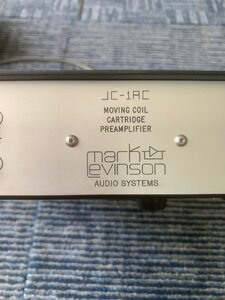 JC-1AC
MOVING COIL
CARTRIDGE
PREAMPLIFIER
mark
Levinson
AUDIO SYSTEMS